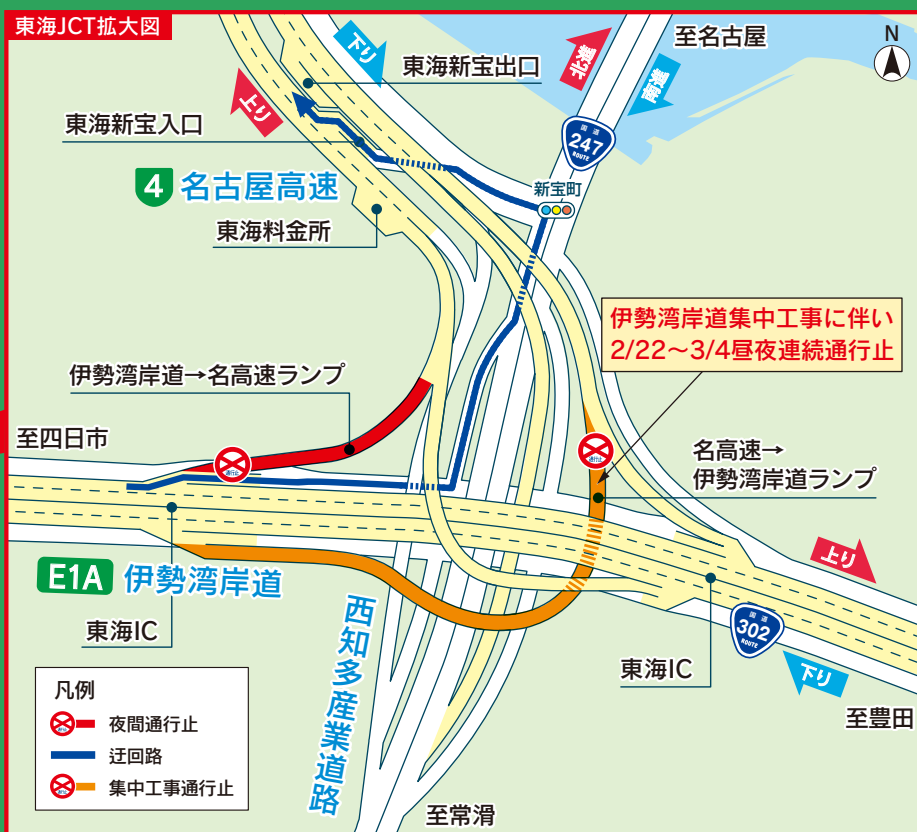 東海JCT拡大図
下り
上り
東海新宝出口
北進
南進
至名古屋
N
東海新宝入口
国道
247
ROUTE
新宝町
4 名古屋高速
東海料金所
伊勢湾岸道集中工事に伴い
2/22～3/4昼夜連続通行止
伊勢湾岸道→名高速ランプ
至四日市
通行止
通行止
名高速→
伊勢湾岸道ランプ
E1A 伊勢湾岸道
上り
東海IC
西知多産業道路
国道
302
ROUTE
東海IC
下り
至豊田
凡例
夜間通行止
迂回路
集中工事通行止
至常滑